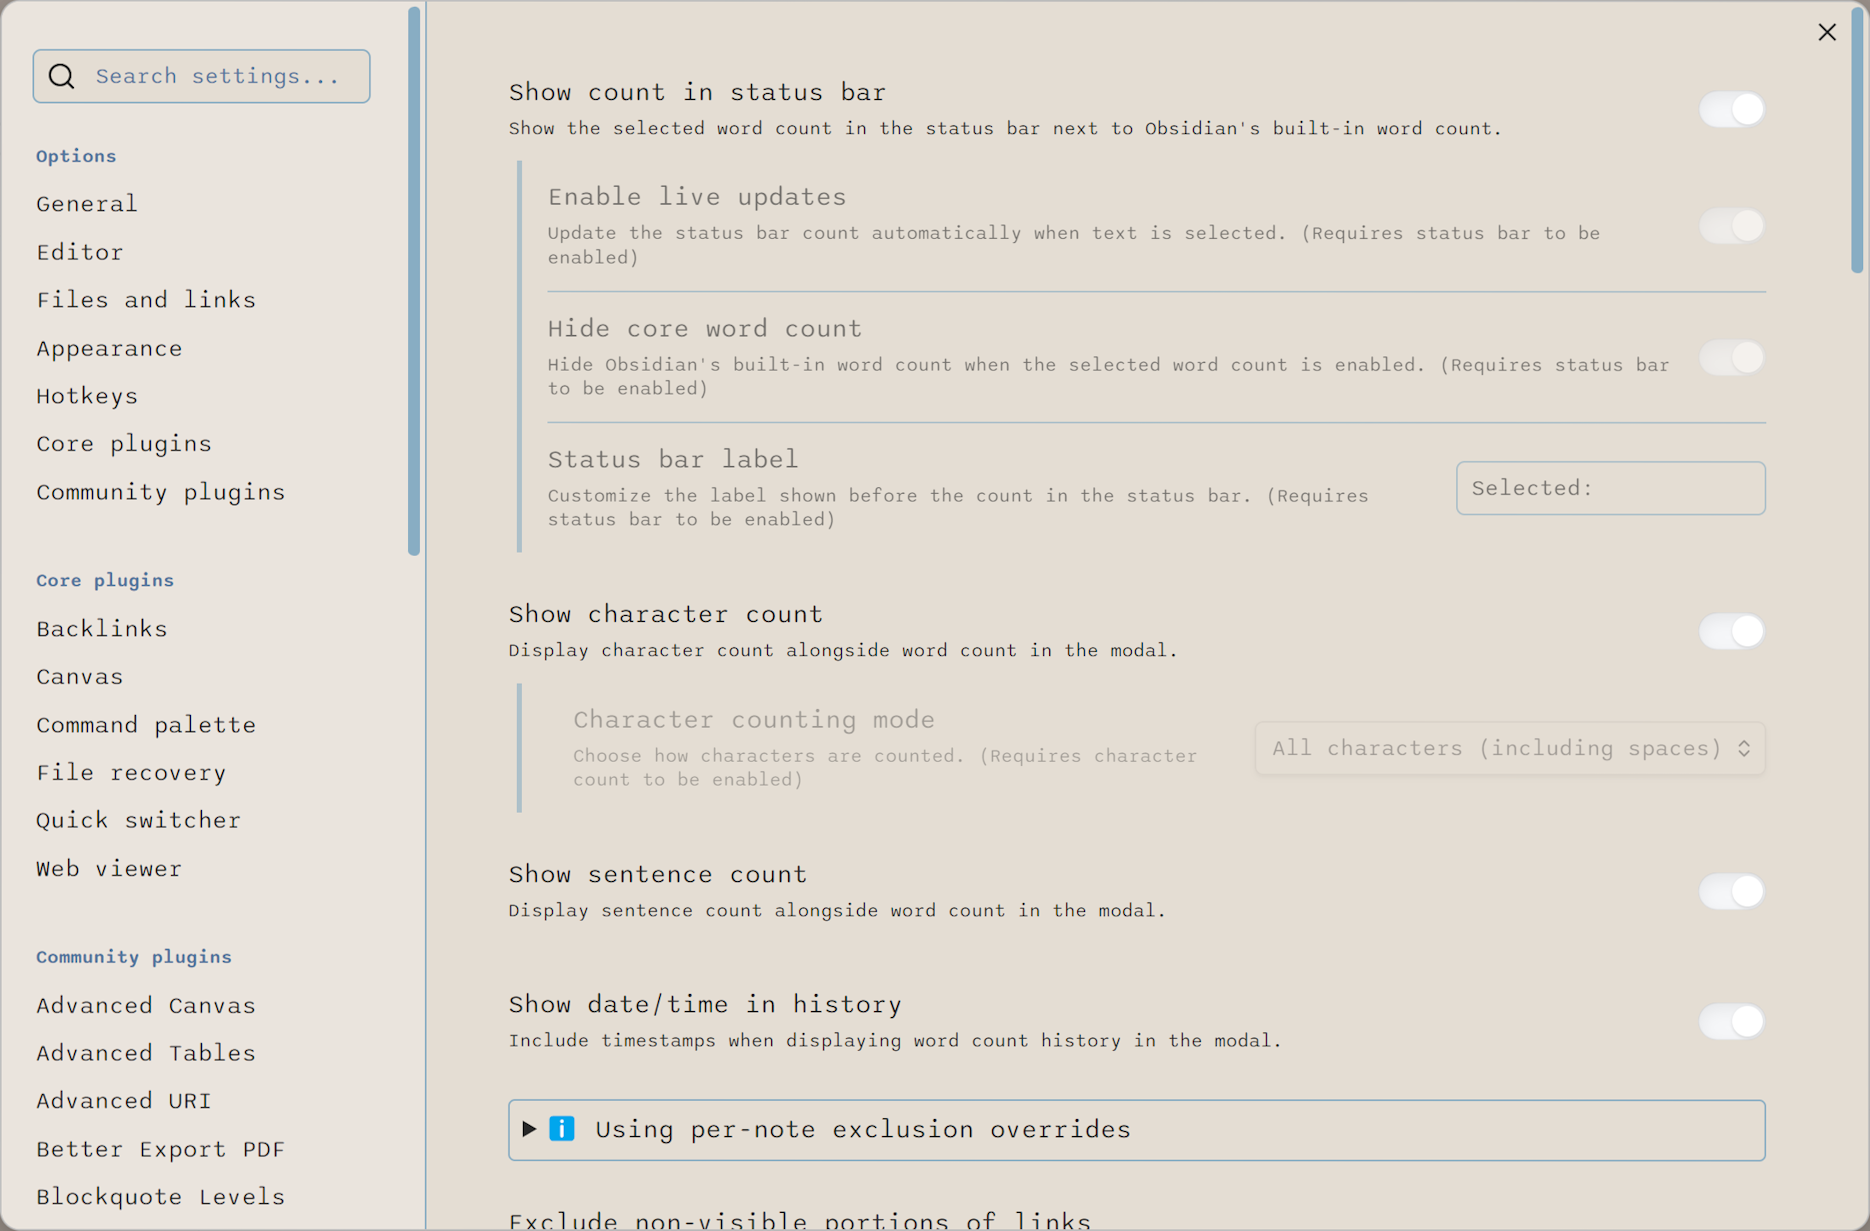 Search settings...
Options
General
Editor
Files and links
Appearance
Hotkeys
Core plugins
Community plugins
Core plugins
Backlinks
Canvas
Command palette
File recovery
Quick switcher
Web viewer
Community plugins
Advanced Canvas
Advanced Tables
Advanced URI
Better Export PDF
Blockquote Levels
Show count in status bar
Show the selected word count in the status bar next to Obsidian's built-in word count.
Enable live updates
Update the status bar count automatically when text is selected. (Requires status bar to be
enabled)
Hide core word count
Hide Obsidian's built-in word count when the selected word count is enabled. (Requires status bar
to be enabled)
Status bar label
Customize the label shown before the count in the status bar. (Requires
status bar to be enabled)
Selected:
Show character count
Display character count alongside word count in the modal.
Character counting mode
Choose how characters are counted. (Requires character
count to be enabled)
All characters (including spaces)
Show sentence count
Display sentence count alongside word count in the modal.
Show date/time in history
Include timestamps when displaying word count history in the modal.
Using per-note exclusion overrides
Exclude non-visible portions of links